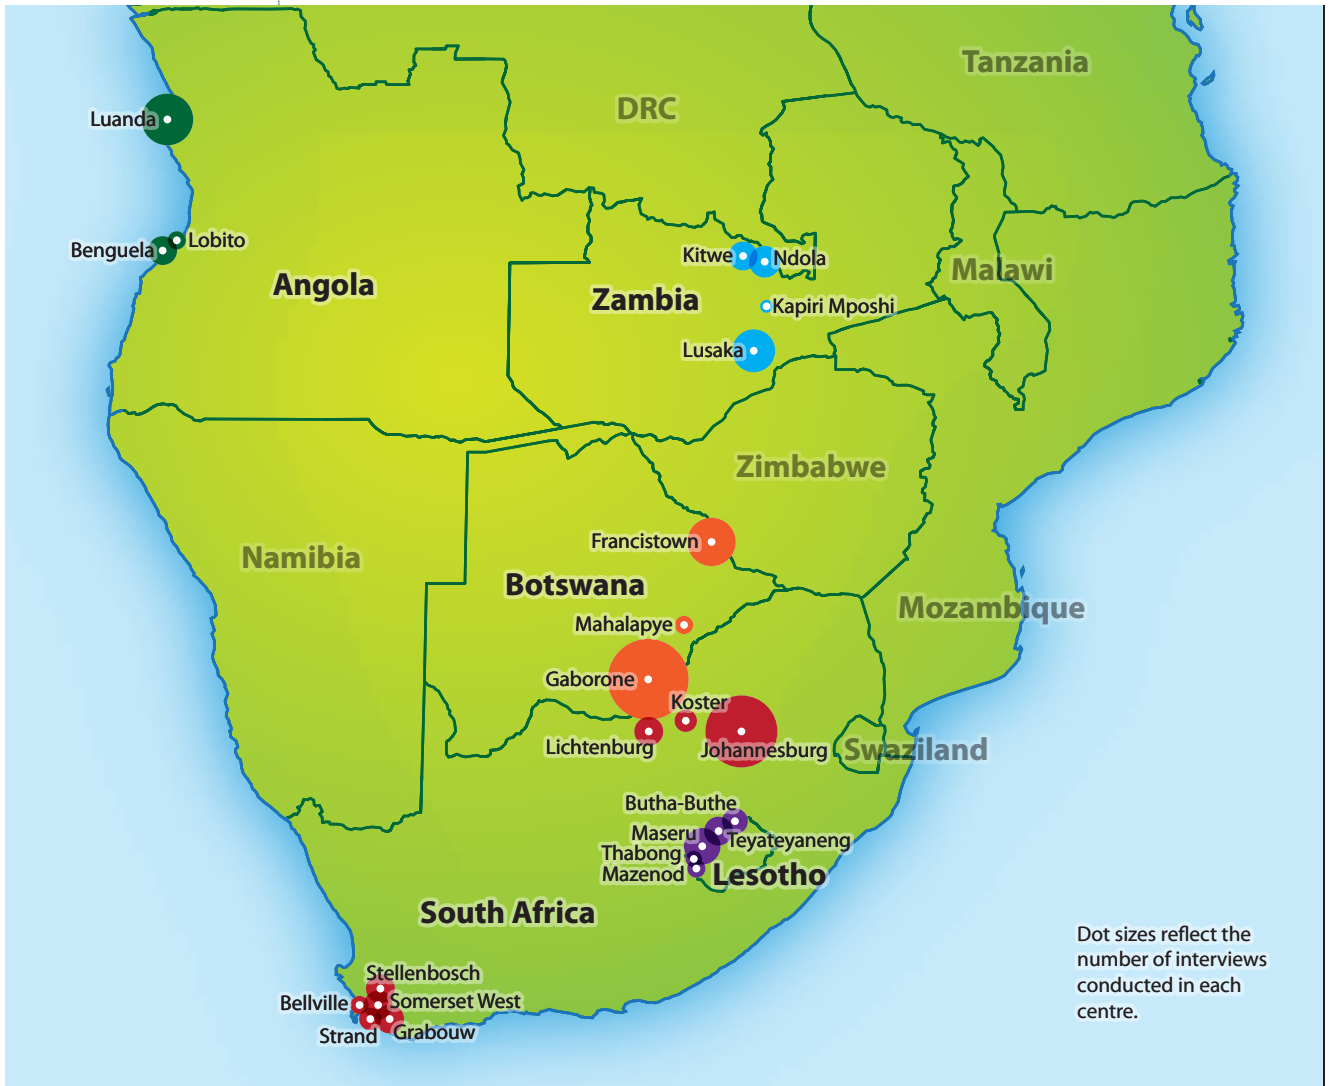 Tanzania
DRC
Luanda
Lobito
Benguela
Kitwe
Ndola
Malawi
Angola
Zambia
Kapiri Mposhi
Lusaka
Zimbabwe
Francistown
Namibia
Botswana
Mozambique
Mahalapye
Gaborone
Koster
Lichtenburg
Johannesburg
Swaziland
Butha-Buthe
Maseru
Teyateyaneng
Thabong
Mazenod
Lesotho
South Africa
Dot sizes reflect the
number of interviews
conducted in each
centre.
Stellenbosch
Bellville
Somerset West
Strand
Grabouw